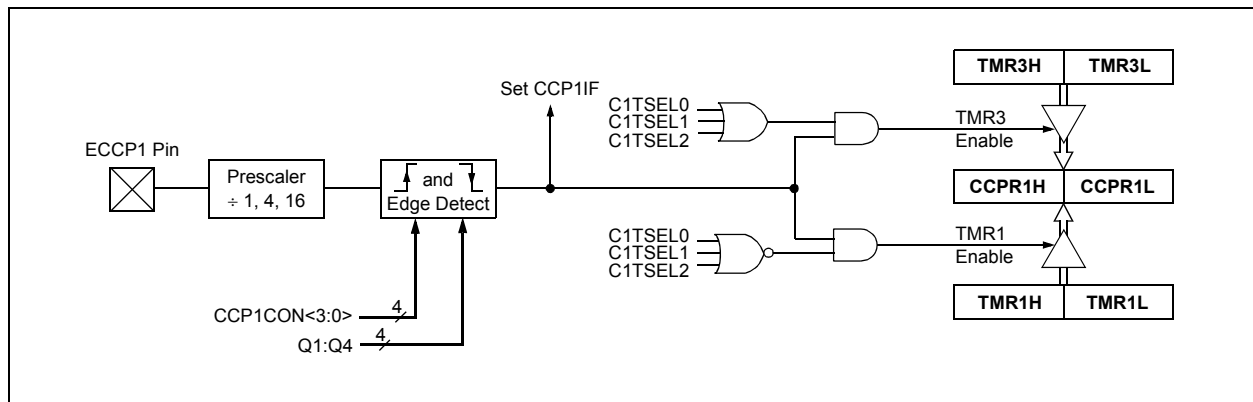 TMR3H TMR3L
Set CCP1IF
C1TSEL0
C1TSEL1
C1TSEL2
TMR3
Enable
ECCP1 Pin
Prescaler
÷ 1, 4, 16
and
Edge Detect
CCPR1H CCPR1L
C1TSEL0
C1TSEL1
C1TSEL2
TMR1
Enable
TMR1H TMR1L
CCP1CON<3:0> 4
Q1:Q4 4